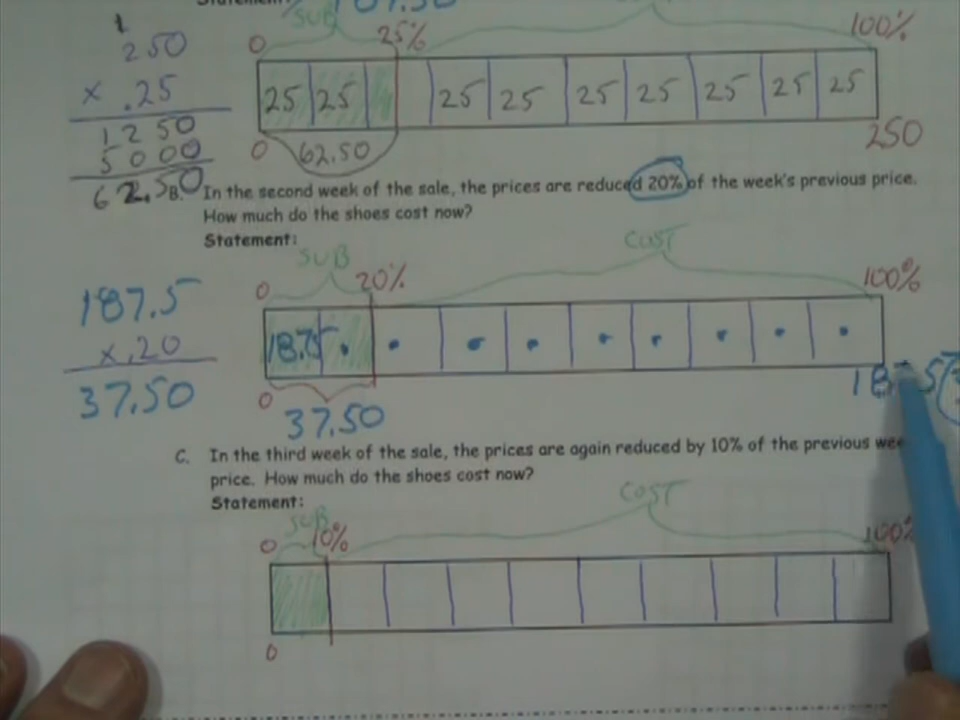 SUB
0 25% 100%
250
x .25
1250
5000
62.50
25 25 25 25 25 25 25 25 25
0 62.50 250
B. In the second week of the sale, the prices are reduced 20% of the week's previous price.
How much do the shoes cost now?
Statement:
SUB COST
0 20% 100%
187.5
x .20
37.50
18.75
0 37.50
C. In the third week of the sale, the prices are again reduced by 10% of the previous
price. How much do the shoes cost now?
Statement:
SUB COST
0 10% 100%
0